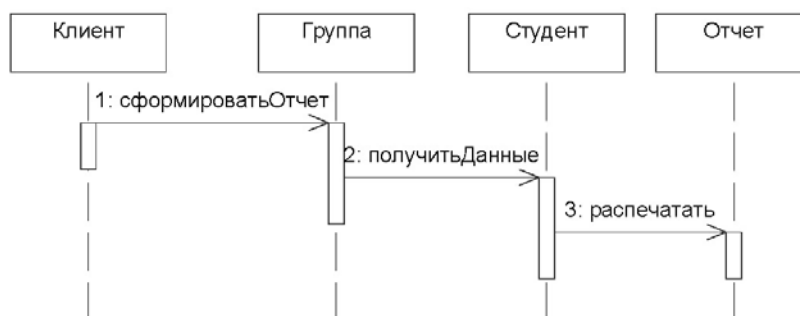 Клиент
Группа
Студент
Отчет
1: сформироватьОтчет
2: получитьДанные
3: распечатать